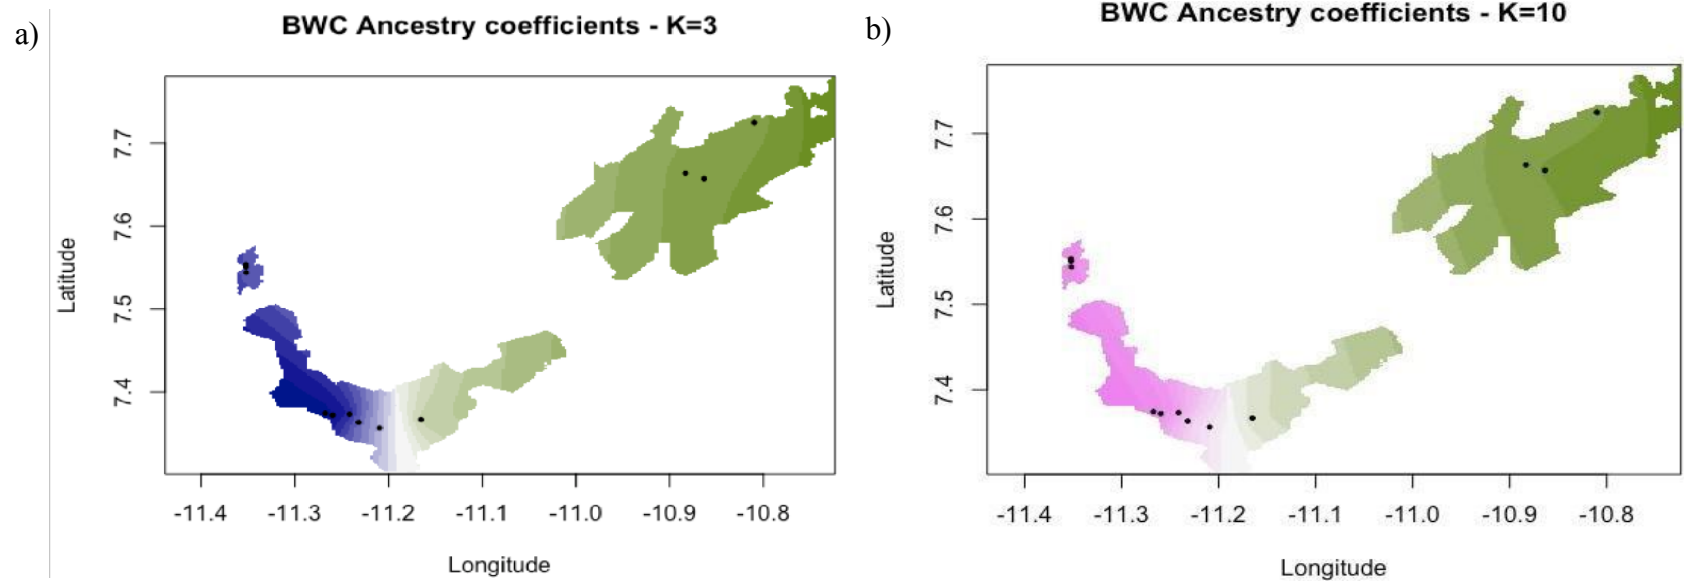 a)
BWC Ancestry coefficients - K=3
Latitude
7.7
7.6
7.5
7.4
-11.4 -11.3 -11.2 -11.1 -11.0 -10.9 -10.8
Longitude
b)
BWC Ancestry coefficients - K=10
Latitude
7.7
7.6
7.5
7.4
-11.4 -11.3 -11.2 -11.1 -11.0 -10.9 -10.8
Longitude